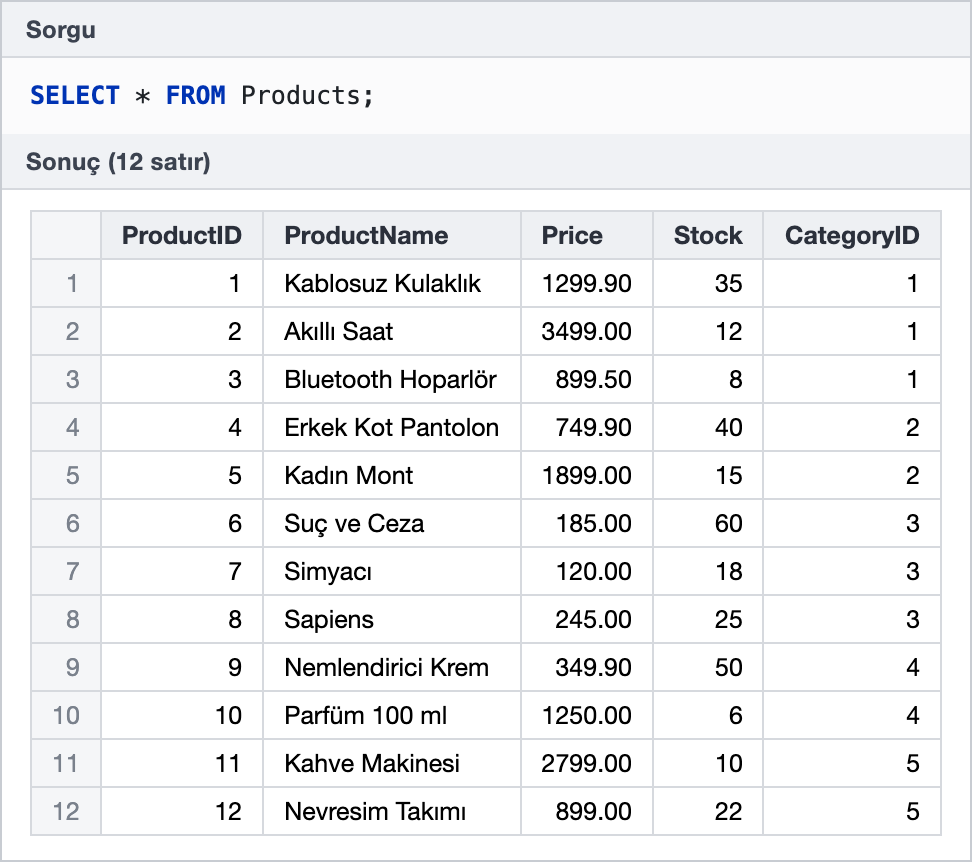 Sorgu
SELECT * FROM Products;
Sonuç (12 satır)
ProductID ProductName Price Stock CategoryID
1 1 Kablosuz Kulaklık 1299.90 35 1
2 2 Akıllı Saat 3499.00 12 1
3 3 Bluetooth Hoparlör 899.50 8 1
4 4 Erkek Kot Pantolon 749.90 40 2
5 5 Kadın Mont 1899.00 15 2
6 6 Suç ve Ceza 185.00 60 3
7 7 Simyacı 120.00 18 3
8 8 Sapiens 245.00 25 3
9 9 Nemlendirici Krem 349.90 50 4
10 10 Parfüm 100 ml 1250.00 6 4
11 11 Kahve Makinesi 2799.00 10 5
12 12 Nevresim Takımı 899.00 22 5